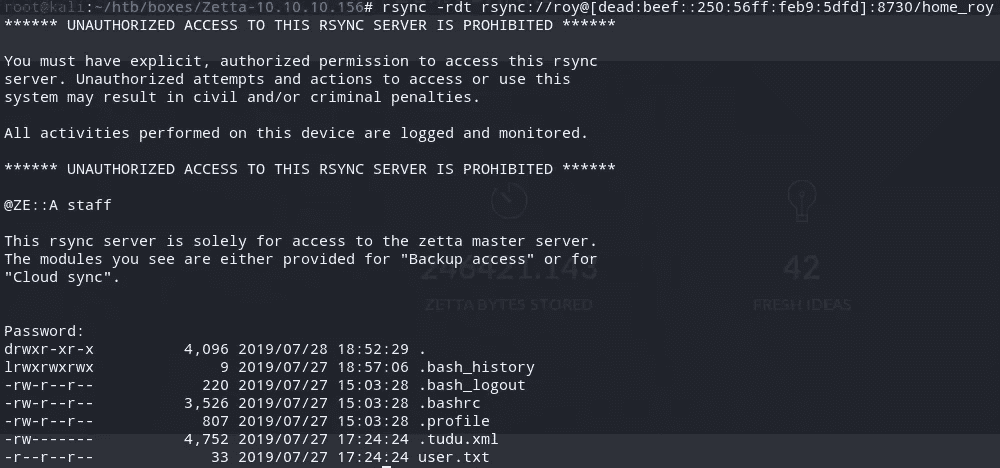 root@kali:~/htb/boxes/Zetta-10.10.10.156# rsync -rdt rsync://roy@[dead:beef::250:56ff:feb9:5dfd]:8730/home_roy
****** UNAUTHORIZED ACCESS TO THIS RSYNC SERVER IS PROHIBITED ******
You must have explicit, authorized permission to access this rsync
server. Unauthorized attempts and actions to access or use this
system may result in civil and/or criminal penalties.
All activities performed on this device are logged and monitored.
****** UNAUTHORIZED ACCESS TO THIS RSYNC SERVER IS PROHIBITED ******
@ZE::A staff
This rsync server is solely for access to the zetta master server.
The modules you see are either provided for "Backup access" or for
"Cloud sync".
246421.143
42
ZETTA BYTES STORED
FRESH IDEAS
Password:
drwxr-xr-x          4,096 2019/07/28 18:52:29 .
lrwxrwxrwx              9 2019/07/27 18:57:06 .bash_history
-rw-r--r--            220 2019/07/27 15:03:28 .bash_logout
-rw-r--r--          3,526 2019/07/27 15:03:28 .bashrc
-rw-r--r--            807 2019/07/27 15:03:28 .profile
-rw-------          4,752 2019/07/27 17:24:24 .tudu.xml
-r--r--r--             33 2019/07/27 17:24:24 user.txt